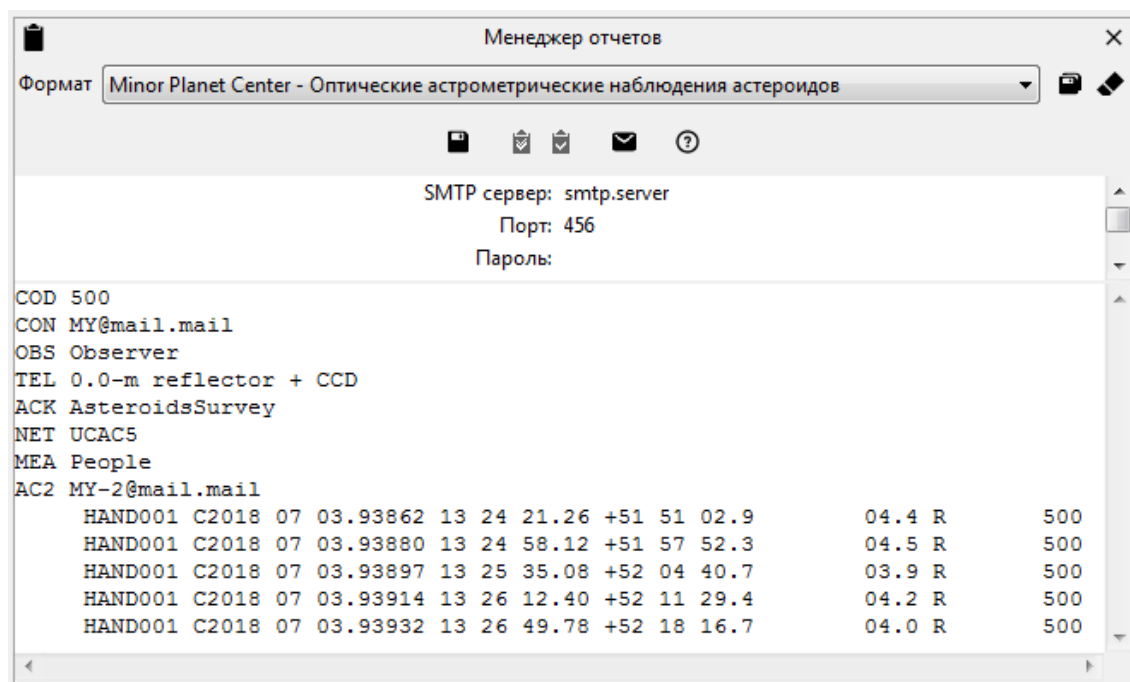 Менеджер отчетов
Формат Minor Planet Center - Оптические астрометрические наблюдения астероидов
SMTP сервер: smtp.server
Порт: 456
Пароль:
COD 500
CON MY@mail.mail
OBS Observer
TEL 0.0-m reflector + CCD
ACK AsteroidsSurvey
NET UCAC5
MEA People
AC2 MY-2@mail.mail
HAND001 C2018 07 03.93862 13 24 21.26 +51 51 02.9 04.4 R 500
HAND001 C2018 07 03.93880 13 24 58.12 +51 57 52.3 04.5 R 500
HAND001 C2018 07 03.93897 13 25 35.08 +52 04 40.7 03.9 R 500
HAND001 C2018 07 03.93914 13 26 12.40 +52 11 29.4 04.2 R 500
HAND001 C2018 07 03.93932 13 26 49.78 +52 18 16.7 04.0 R 500